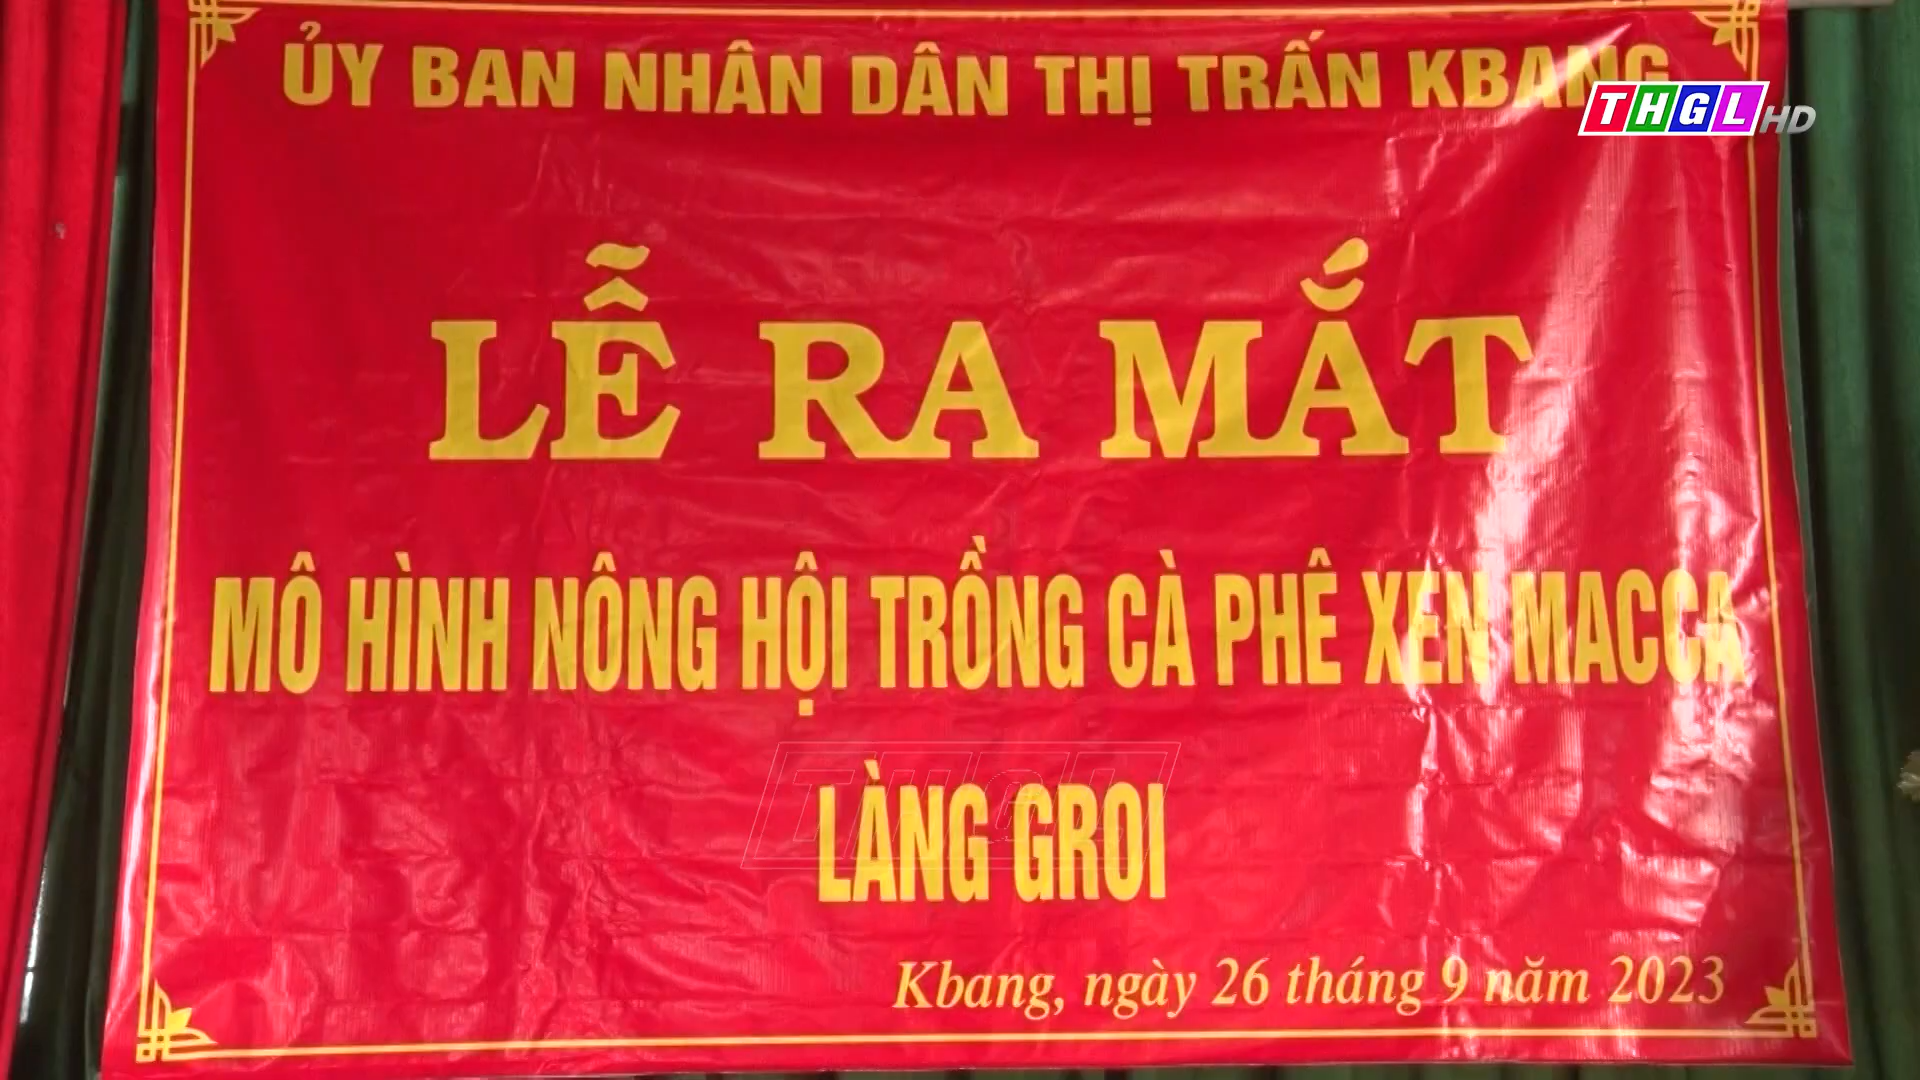 ỦY BAN NHÂN DÂN THỊ TRẤN KBANG
THGL HD
LỄ RA MẮT
MÔ HÌNH NÔNG HỘI TRỒNG CÀ PHÊ XEN MACCA
THGL
LÀNG GROI
Kbang, ngày 26 tháng 9 năm 2023